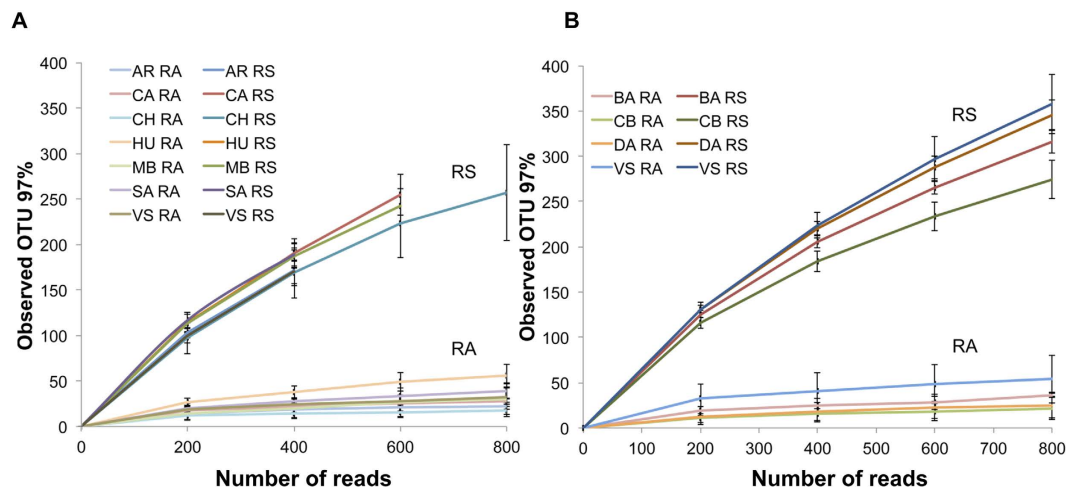 A
Observed OTU 97%
400
350
300
250
200
150
100
50
0
AR RA AR RS
CA RA CA RS
CH RA CH RS
HU RA HU RS
MB RA MB RS
SA RA SA RS
VS RA VS RS
RS
RA
0 200 400 600 800
Number of reads
B
Observed OTU 97%
400
350
300
250
200
150
100
50
0
BA RA BA RS
CB RA CB RS
DA RA DA RS
VS RA VS RS
RS
RA
0 100 200 300 400 500 600 700 800
Number of reads